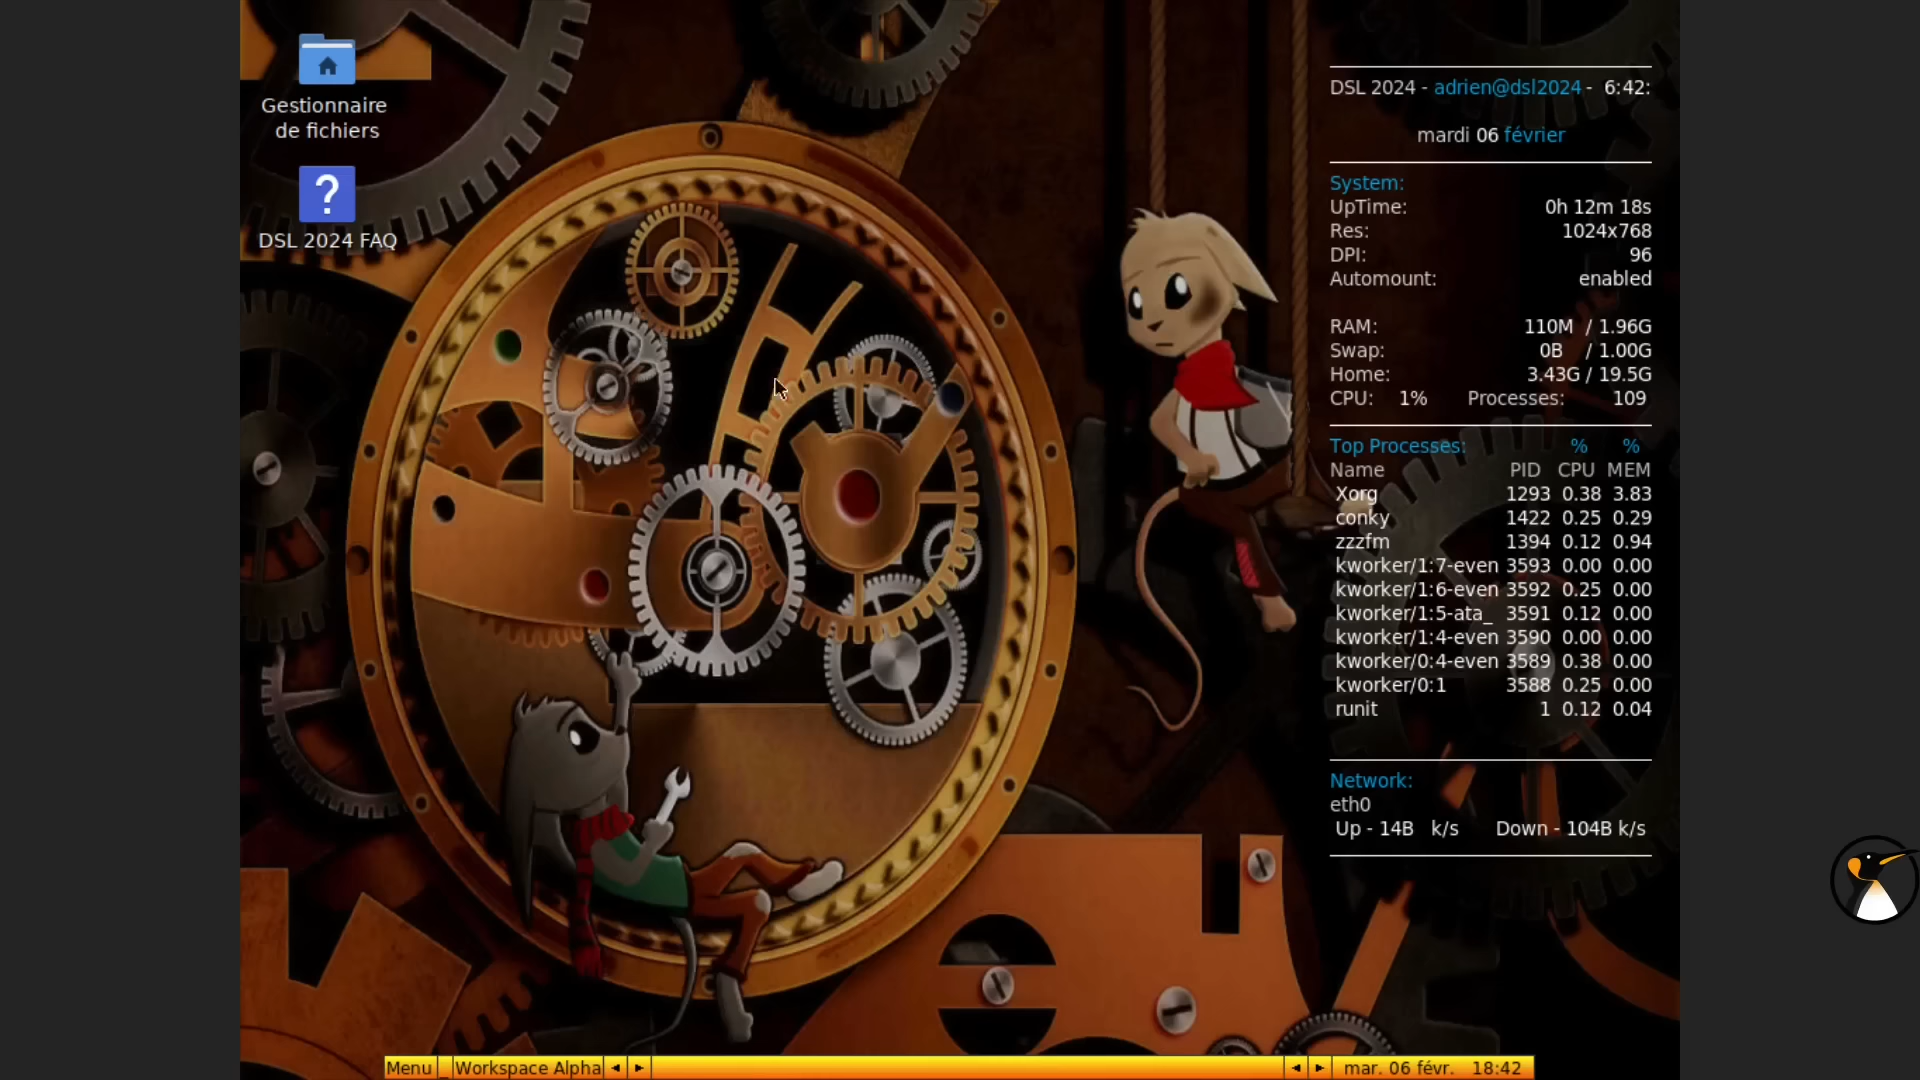 Gestionnaire
de fichiers
DSL 2024 FAQ
DSL 2024 - adrien@dsl2024 - 6:42:
mardi 06 février
System:
UpTime: 0h 12m 18s
Res: 1024x768
DPI: 96
Automount: enabled
RAM: 110M / 1.96G
Swap: 0B / 1.00G
Home: 3.43G / 19.5G
CPU: 1% Processes: 109
Top Processes: % %
Name PID CPU MEM
Xorg 1293 0.38 3.83
conky 1422 0.25 0.29
zzzfm 1394 0.12 0.94
kworker/1:7-even 3593 0.00 0.00
kworker/1:6-even 3592 0.25 0.00
kworker/1:5-ata_ 3591 0.12 0.00
kworker/1:4-even 3590 0.00 0.00
kworker/0:4-even 3589 0.38 0.00
kworker/0:1 3588 0.25 0.00
runit 1 0.12 0.04
Network:
eth0
Up - 14B k/s Down - 104B k/s
Menu Workspace Alpha mar. 06 févr. 18:42